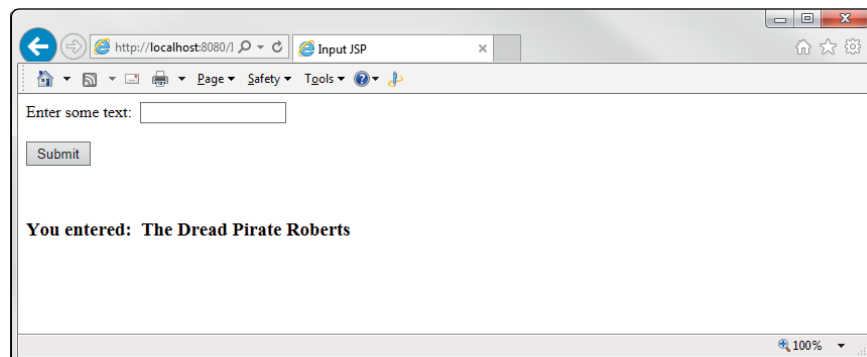 http://localhost:8080/
Input JSP
Page Safety Tools
Enter some text:
Submit
You entered: The Dread Pirate Roberts
100%